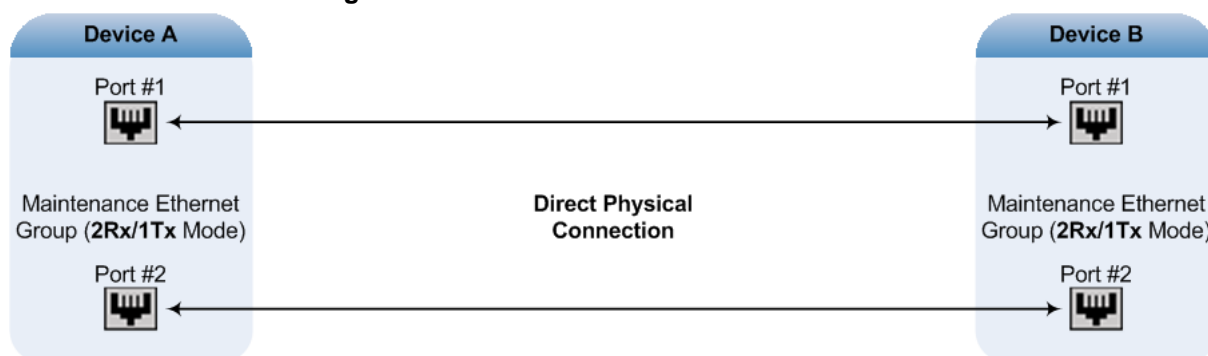 Device A
Port #1
Maintenance Ethernet
Group (2Rx/1Tx Mode)
Port #2
Direct Physical
Connection
Device B
Port #1
Maintenance Ethernet
Group (2Rx/1Tx Mode)
Port #2